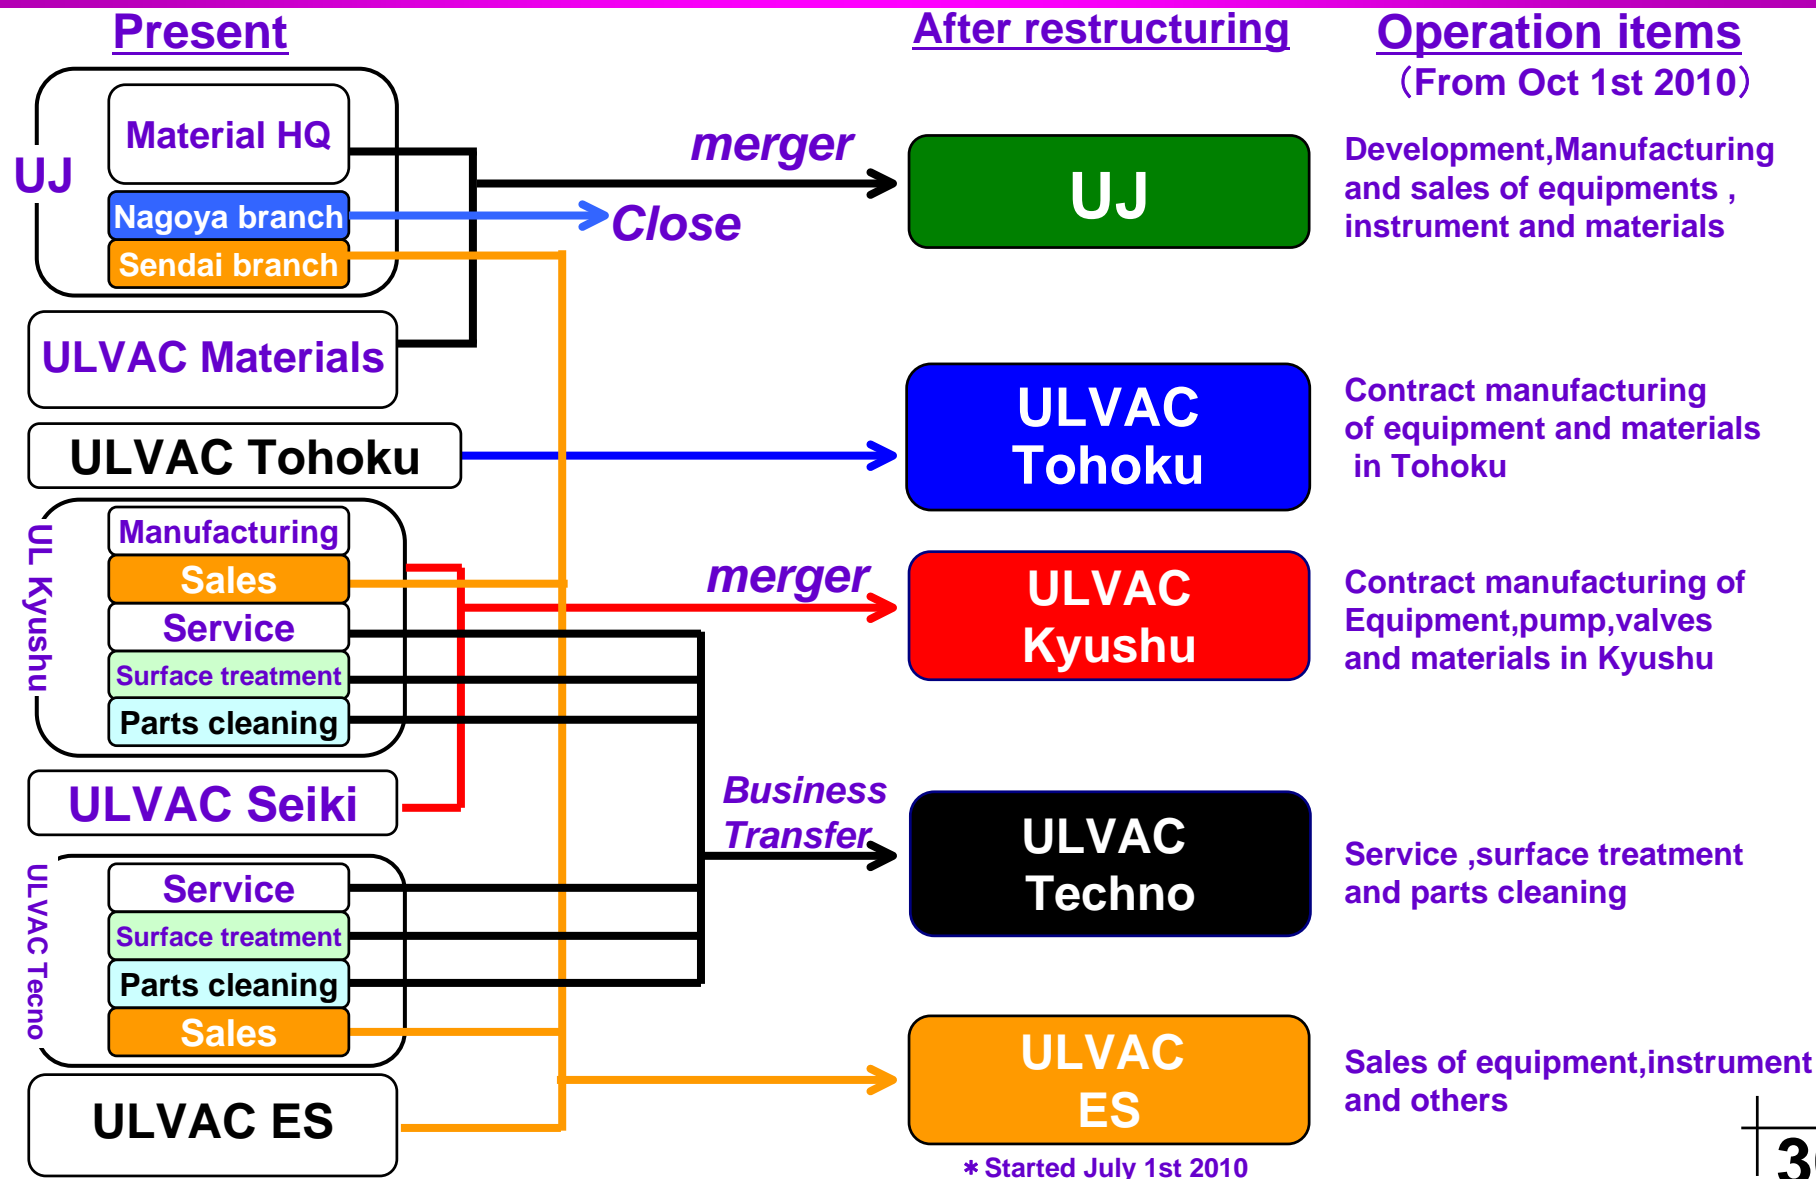 Present
After restructuring
Operation items
（From Oct 1st 2010）
UJ
Material HQ
Nagoya branch
Sendai branch
ULVAC Materials
ULVAC Tohoku
UL Kyushu
Manufacturing
Sales
Service
Surface treatment
Parts cleaning
ULVAC Seiki
ULVAC Tecno
Service
Surface treatment
Parts cleaning
Sales
ULVAC ES
merger
Close
merger
Business
Transfer
UJ
ULVAC
Tohoku
ULVAC
Kyushu
ULVAC
Techno
ULVAC
ES
* Started July 1st 2010
Development,Manufacturing
and sales of equipments ,
instrument and materials
Contract manufacturing
of equipment and materials
in Tohoku
Contract manufacturing of
Equipment,pump,valves
and materials in Kyushu
Service ,surface treatment
and parts cleaning
Sales of equipment,instrument
and others